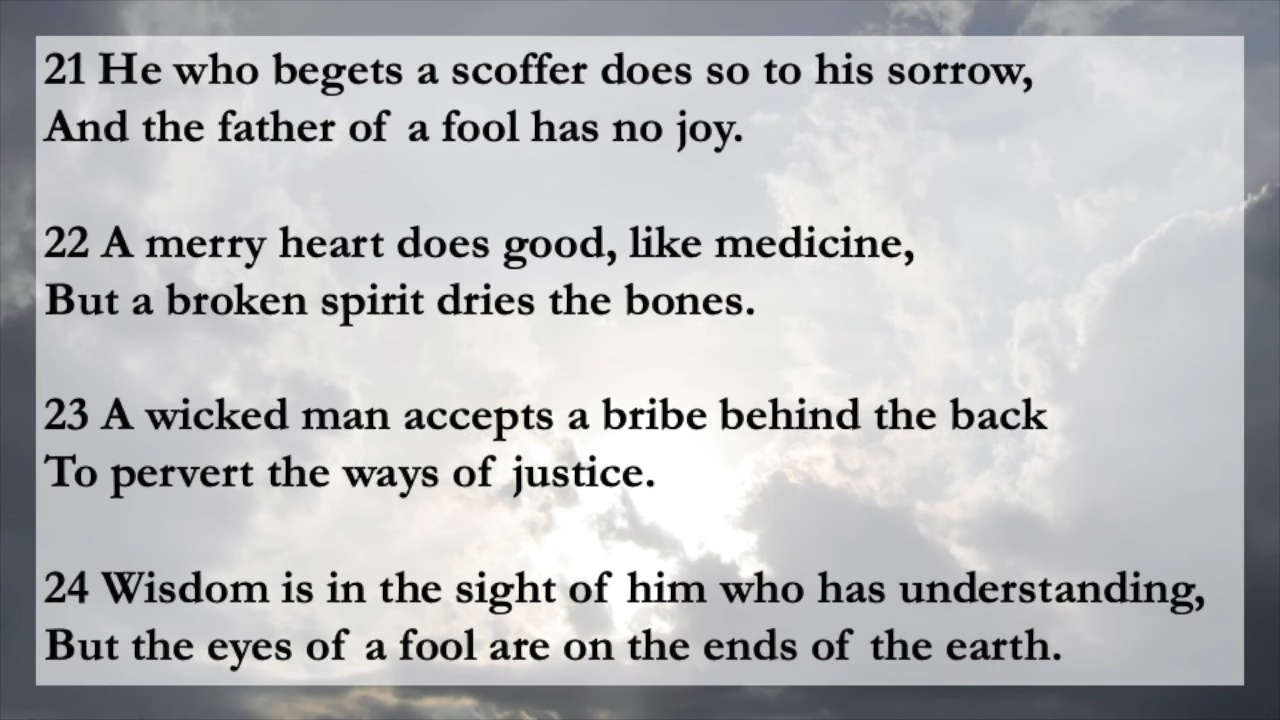 21 He who begets a scoffer does so to his sorrow,
And the father of a fool has no joy.
22 A merry heart does good, like medicine,
But a broken spirit dries the bones.
23 A wicked man accepts a bribe behind the back
To pervert the ways of justice.
24 Wisdom is in the sight of him who has understanding,
But the eyes of a fool are on the ends of the earth.